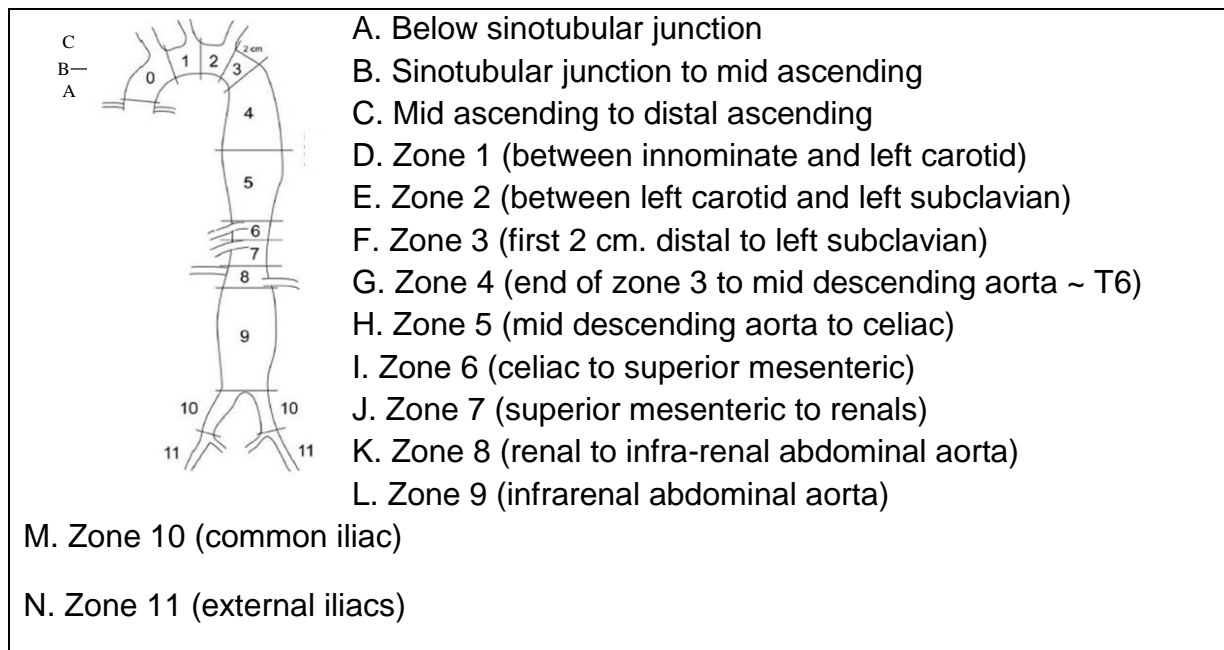 C
B—
A
0
1
2
2 cm
3
4
5
6
7
8
9
10
10
11
11
A. Below sinotubular junction
B. Sinotubular junction to mid ascending
C. Mid ascending to distal ascending
D. Zone 1 (between innominate and left carotid)
E. Zone 2 (between left carotid and left subclavian)
F. Zone 3 (first 2 cm. distal to left subclavian)
G. Zone 4 (end of zone 3 to mid descending aorta ~ T6)
H. Zone 5 (mid descending aorta to celiac)
I. Zone 6 (celiac to superior mesenteric)
J. Zone 7 (superior mesenteric to renals)
K. Zone 8 (renal to infra-renal abdominal aorta)
L. Zone 9 (infrarenal abdominal aorta)
M. Zone 10 (common iliac)
N. Zone 11 (external iliacs)